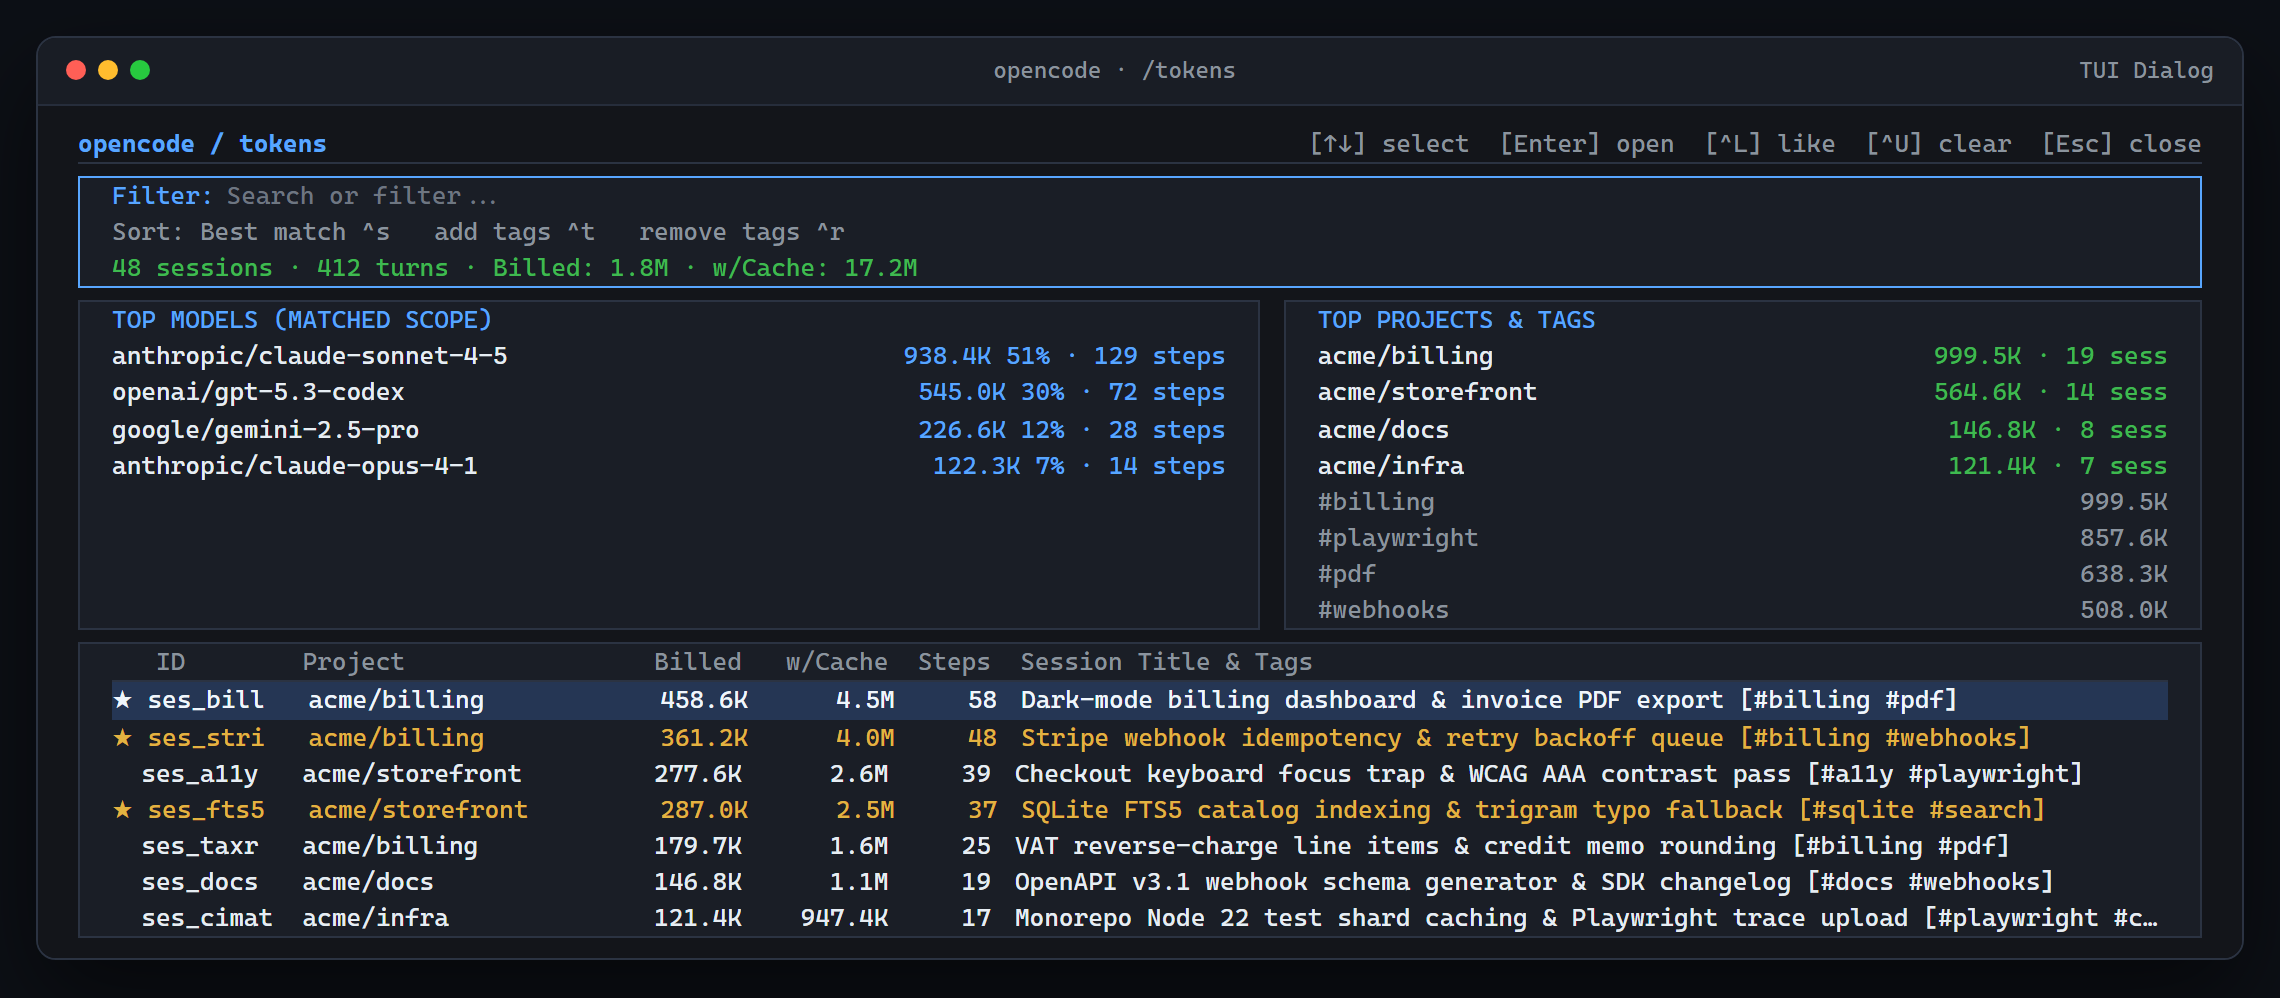 opencode · /tokens TUI Dialog
opencode / tokens [↑↓] select [Enter] open [^L] like [^U] clear [Esc] close
Filter: Search or filter...
Sort: Best match ^s add tags ^t remove tags ^r
48 sessions · 412 turns · Billed: 1.8M · w/Cache: 17.2M
TOP MODELS (MATCHED SCOPE)
anthropic/claude-sonnet-4-5 938.4K 51% · 129 steps
openai/gpt-5.3-codex 545.0K 30% · 72 steps
google/gemini-2.5-pro 226.6K 12% · 28 steps
anthropic/claude-opus-4-1 122.3K 7% · 14 steps
TOP PROJECTS & TAGS
acme/billing 999.5K · 19 sess
acme/storefront 564.6K · 14 sess
acme/docs 146.8K · 8 sess
acme/infra 121.4K · 7 sess
#billing 999.5K
#playwright 857.6K
#pdf 638.3K
#webhooks 508.0K
ID Project Billed w/Cache Steps Session Title & Tags
★ ses_bill acme/billing 458.6K 4.5M 58 Dark-mode billing dashboard & invoice PDF export [#billing #pdf]
★ ses_stri acme/billing 361.2K 4.0M 48 Stripe webhook idempotency & retry backoff queue [#billing #webhooks]
ses_a11y acme/storefront 277.6K 2.6M 39 Checkout keyboard focus trap & WCAG AAA contrast pass [#a11y #playwright]
★ ses_fts5 acme/storefront 287.0K 2.5M 37 SQLite FTS5 catalog indexing & trigram typo fallback [#sqlite #search]
ses_taxr acme/billing 179.7K 1.6M 25 VAT reverse-charge line items & credit memo rounding [#billing #pdf]
ses_docs acme/docs 146.8K 1.1M 19 OpenAPI v3.1 webhook schema generator & SDK changelog [#docs #webhooks]
ses_cimat acme/infra 121.4K 947.4K 17 Monorepo Node 22 test shard caching & Playwright trace upload [#playwright #c…